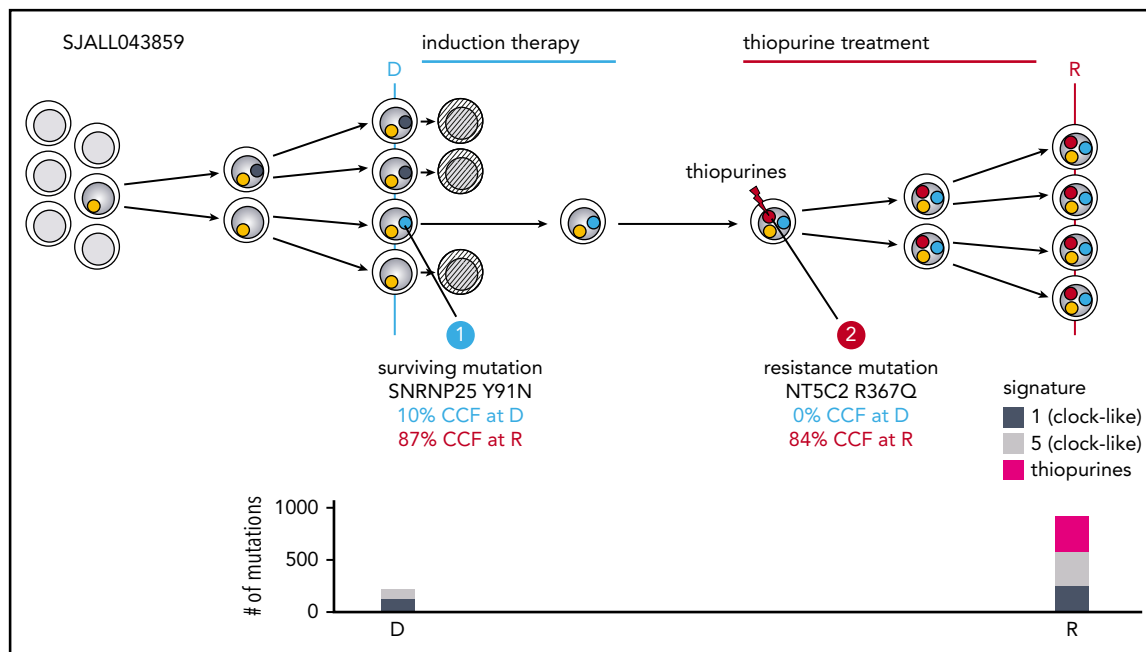 SJALL043859
induction therapy
thiopurine treatment
D
R
thiopurines
1
2
surviving mutation
SNRNP25 Y91N
10% CCF at D
87% CCF at R
resistance mutation
NT5C2 R367Q
0% CCF at D
84% CCF at R
signature
1 (clock-like)
5 (clock-like)
thiopurines
# of mutations
1000
500
0
D
R